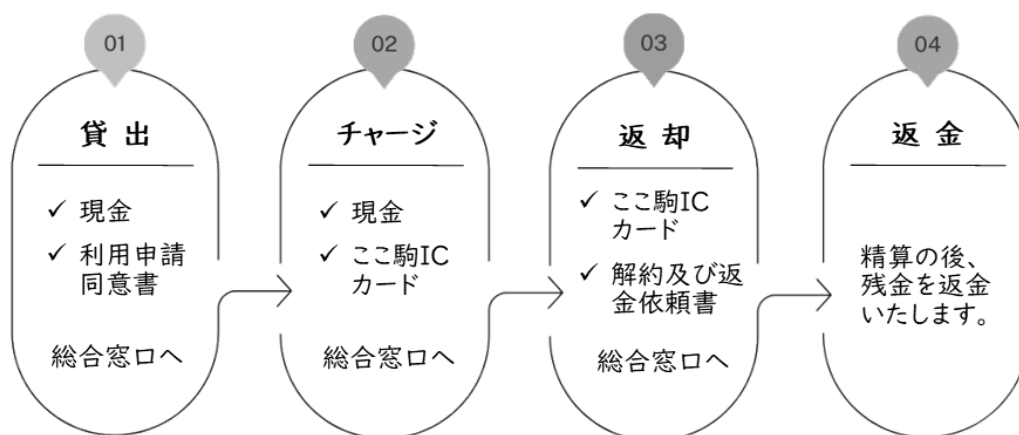 01
貸出
✓ 現金
✓ 利用申請
同意書
総合窓口へ
02
チャージ
✓ 現金
✓ ここ駒IC
カード
総合窓口へ
03
返却
✓ ここ駒IC
カード
✓ 解約及び返
金依頼書
総合窓口へ
04
返金
精算の後、
残金を返金
いたします。